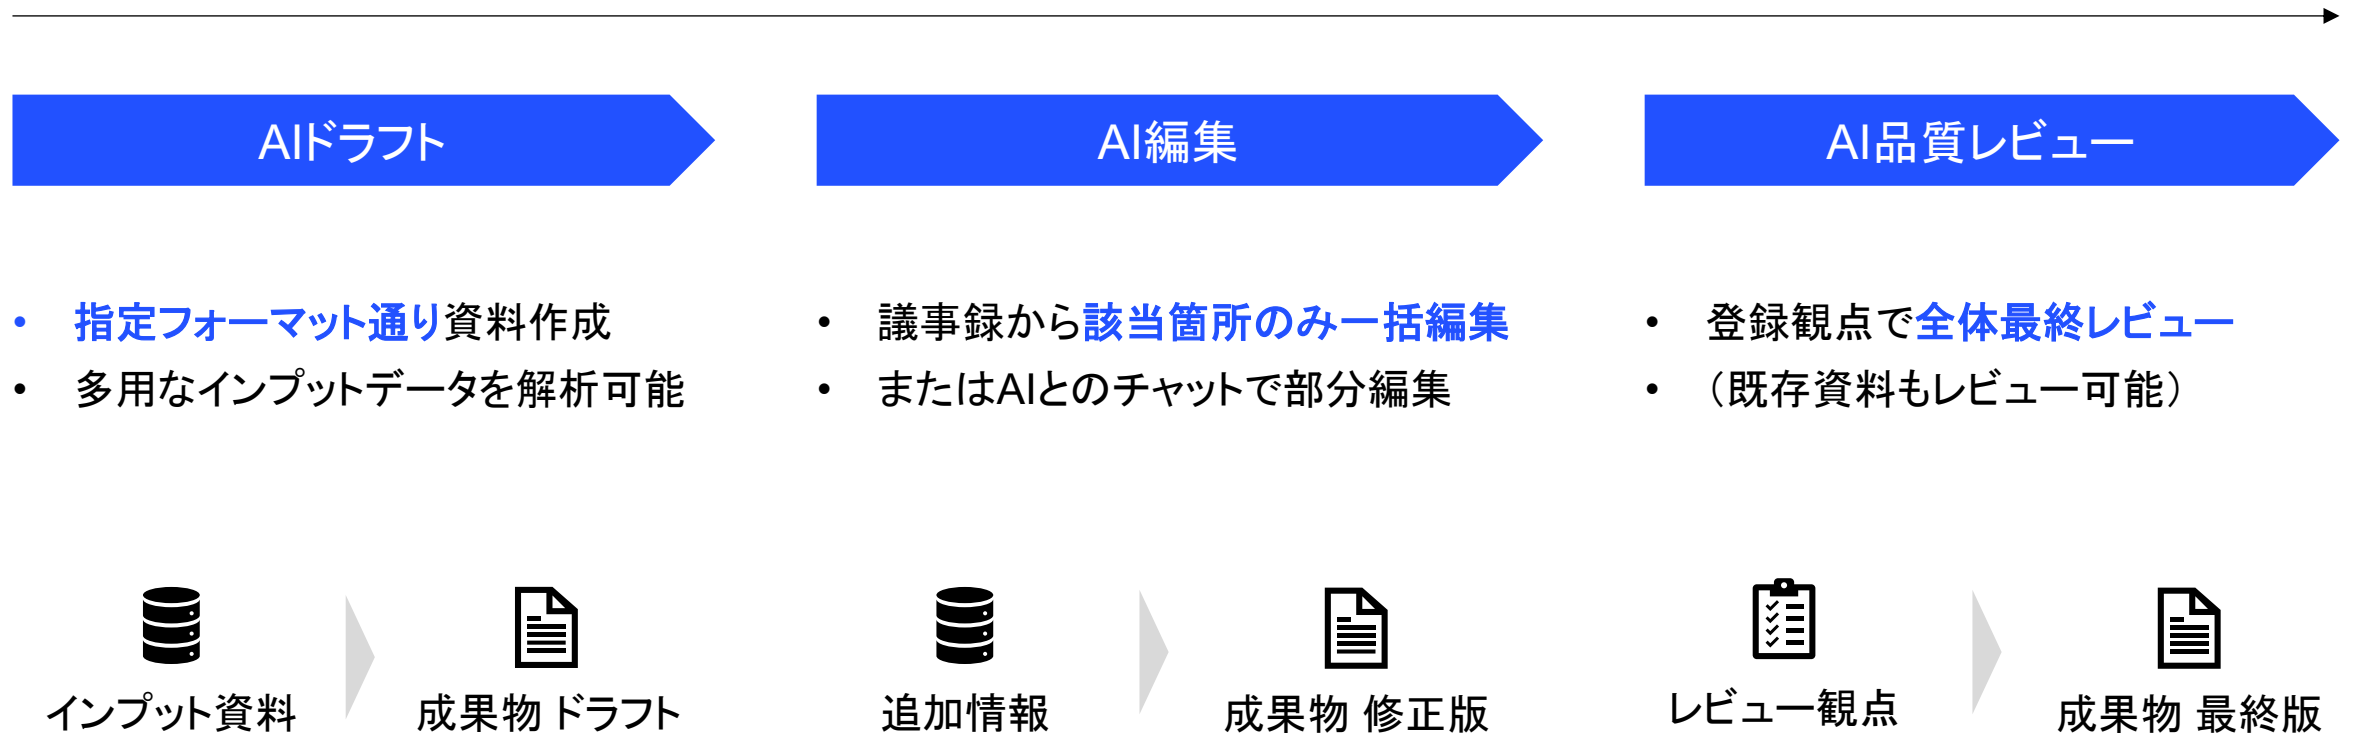 AIドラフト
AI編集
AI品質レビュー
• 指定フォーマット通り資料作成
• 多用なインプットデータを解析可能
• 議事録から該当箇所のみ一括編集
• またはAIとのチャットで部分編集
• 登録観点で全体最終レビュー
• （既存資料もレビュー可能）
インプット資料
成果物 ドラフト
追加情報
成果物 修正版
レビュー観点
成果物 最終版